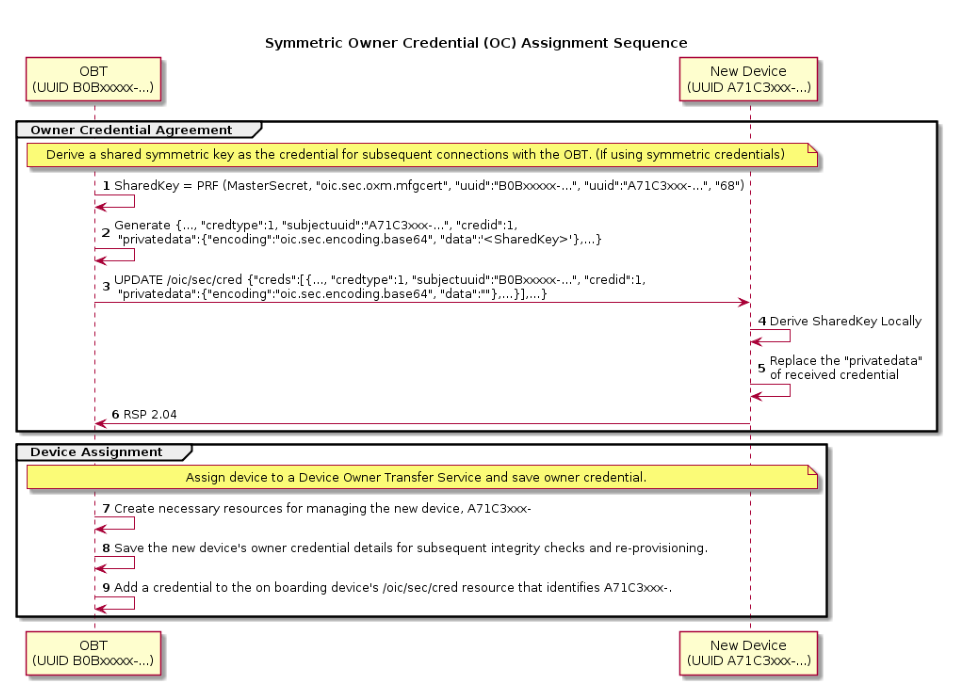 Symmetric Owner Credential (OC) Assignment Sequence
OBT
(UUID B0Bxxxxx-...)
New Device
(UUID A71C3xxx-...)
Owner Credential Agreement
Derive a shared symmetric key as the credential for subsequent connections with the OBT. (If using symmetric credentials)
1 SharedKey = PRF (MasterSecret, "oic.sec.oxm.mfgcert", "uuid":"B0Bxxxxx-...", "uuid":"A71C3xxx-...", "68")
2 Generate {..., "credtype":1, "subjectuuid":"A71C3xxx-...", "credid":1,
"privatedata":{"encoding":"oic.sec.encoding.base64", "data":'<SharedKey>'},...}
3 UPDATE /oic/sec/cred {"creds":[{..., "credtype":1, "subjectuuid":"B0Bxxxxx-...", "credid":1,
"privatedata":{"encoding":"oic.sec.encoding.base64", "data":""},...}],...}
4 Derive SharedKey Locally
5 Replace the "privatedata"
of received credential
6 RSP 2.04
Device Assignment
Assign device to a Device Owner Transfer Service and save owner credential.
7 Create necessary resources for managing the new device, A71C3xxx-
8 Save the new device's owner credential details for subsequent integrity checks and re-provisioning.
9 Add a credential to the on boarding device's /oic/sec/cred resource that identifies A71C3xxx-.
OBT
(UUID B0Bxxxxx-...)
New Device
(UUID A71C3xxx-...)